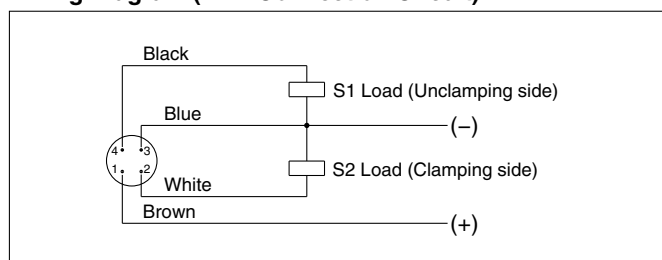 Black
S1 Load (Unclamping side)
Blue
(−)
4 3
1 2
S2 Load (Clamping side)
White
Brown
(+)